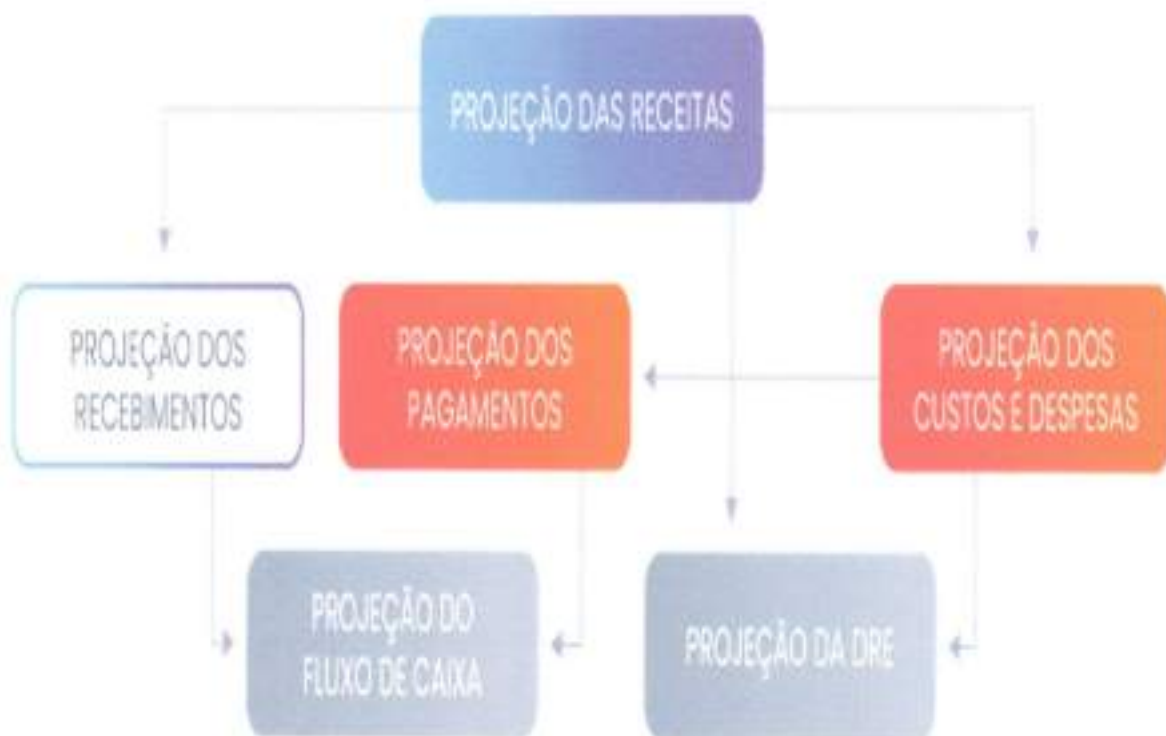 PROJEÇÃO DAS RECEITAS
PROJEÇÃO DOS
RECEBIMENTOS
PROJEÇÃO DOS
PAGAMENTOS
PROJEÇÃO DOS
CUSTOS E DESPESAS
PROJEÇÃO DO
FLUXO DE CAIXA
PROJEÇÃO DA DRE